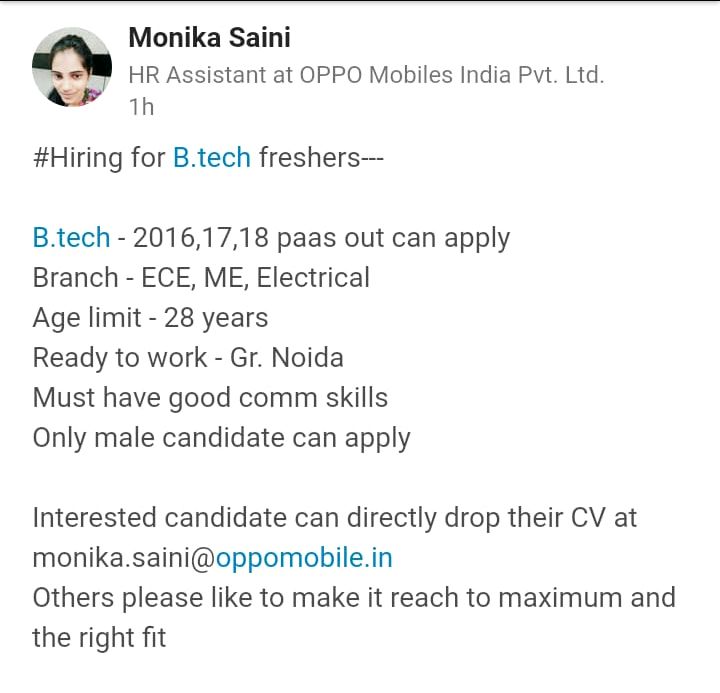 Monika Saini
HR Assistant at OPPO Mobiles India Pvt. Ltd.
1h
#Hiring for B.tech freshers---
B.tech - 2016,17,18 paas out can apply
Branch - ECE, ME, Electrical
Age limit - 28 years
Ready to work - Gr. Noida
Must have good comm skills
Only male candidate can apply
Interested candidate can directly drop their CV at
monika.saini@oppomobile.in
Others please like to make it reach to maximum and
the right fit